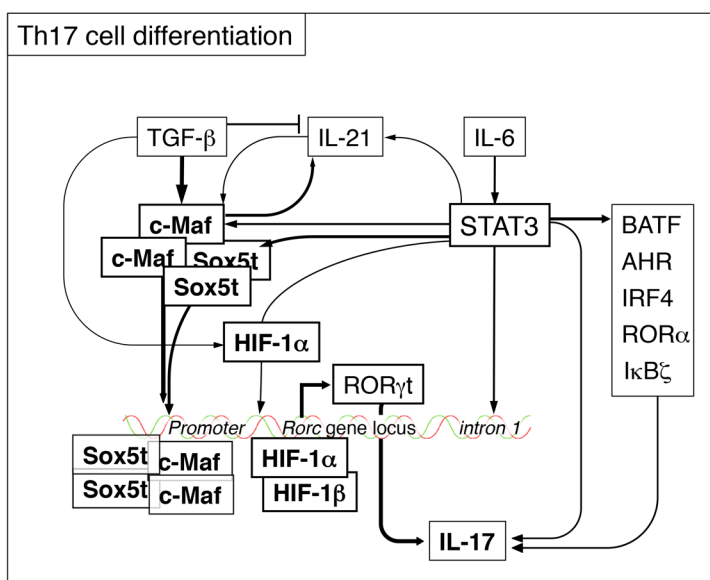 Th17 cell differentiation
TGF-β
IL-21
IL-6
c-Maf
STAT3
BATF
AHR
IRF4
RORα
IκBζ
c-Maf
Sox5t
Sox5t
HIF-1α
RORγt
Promoter
Rorc gene locus
intron 1
Sox5t
c-Maf
Sox5t
c-Maf
HIF-1α
HIF-1β
IL-17